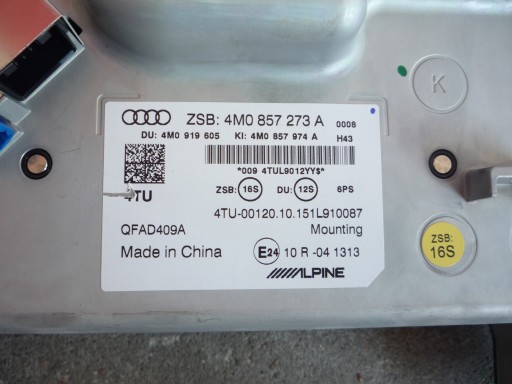 K
ZSB: 4M0 857 273 A 0008
DU: 4M0 919 605 KI: 4M0 857 974 A H43
*009 4TUL9012YY$*
4TU
ZSB: 16S DU: 12S 6PS
4TU-00120.10.151L910087
QFAD409A Mounting
Made in China E24 10 R -04 1313
ALPINE
ZSB:
16S